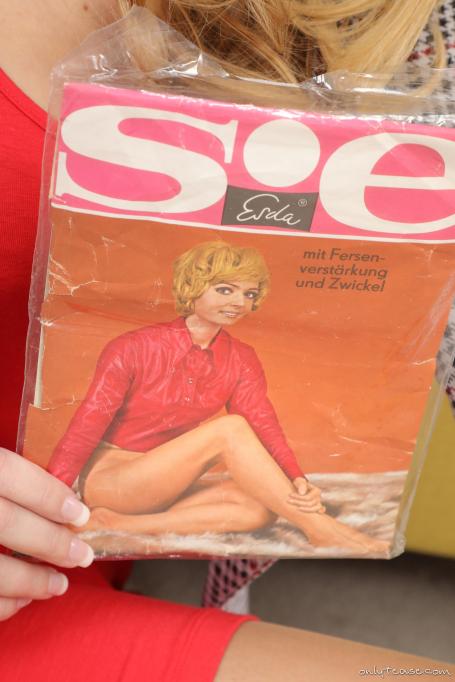 Sie
Esda®
mit Fersen-
verstärkung
und Zwickel
onlytease.com